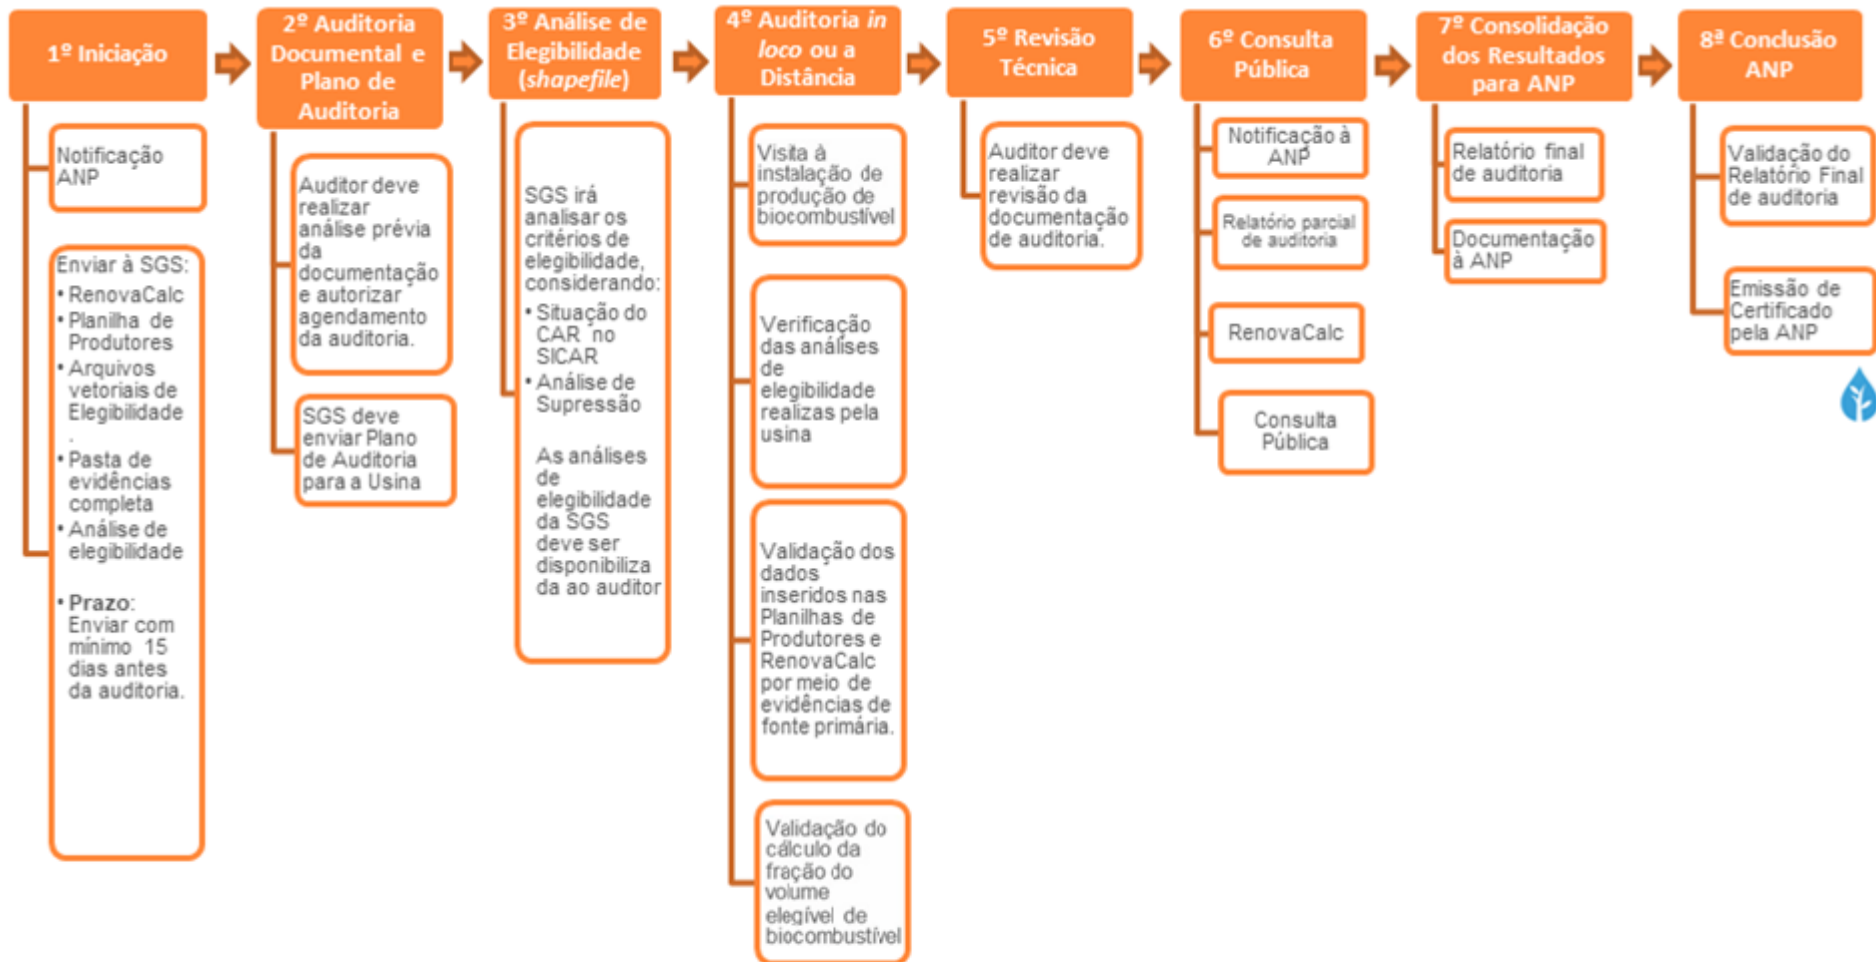 1º Iniciação
Notificação
ANP
Enviar à SGS:
• RenovaCalc
• Planilha de
Produtores
• Arquivos
vetoriais de
Elegibilidade
.
• Pasta de
evidências
completa
• Análise de
elegibilidade
• Prazo:
Enviar com
mínimo 15
dias antes
da auditoria.
2º Auditoria
Documental e
Plano de
Auditoria
Auditor deve
realizar
análise prévia
da
documentação
e autorizar
agendamento
da auditoria.
SGS deve
enviar Plano
de Auditoria
para a Usina
3º Análise de
Elegibilidade
(shapefile)
SGS irá
analisar os
critérios de
elegibilidade,
considerando:
• Situação do
CAR no
SICAR
• Análise de
Supressão
As análises
de
elegibilidade
da SGS
deve ser
disponibiliza
da ao auditor
4º Auditoria in
loco ou a
Distância
Visita à
instalação de
produção de
biocombustível
Verificação
das análises
de
elegibilidade
realizas pela
usina
Validação dos
dados
inseridos nas
Planilhas de
Produtores e
RenovaCalc
por meio de
evidências de
fonte primária.
Validação do
cálculo da
fração do
volume
elegível de
biocombustível
5º Revisão
Técnica
Auditor deve
realizar
revisão da
documentação
de auditoria.
6º Consulta
Pública
Notificação à
ANP
Relatório parcial
de auditoria
RenovaCalc
Consulta
Pública
7º Consolidação
dos Resultados
para ANP
Relatório final
de auditoria
Documentação
à ANP
8ª Conclusão
ANP
Validação do
Relatório Final
de auditoria
Emissão de
Certificado
pela ANP